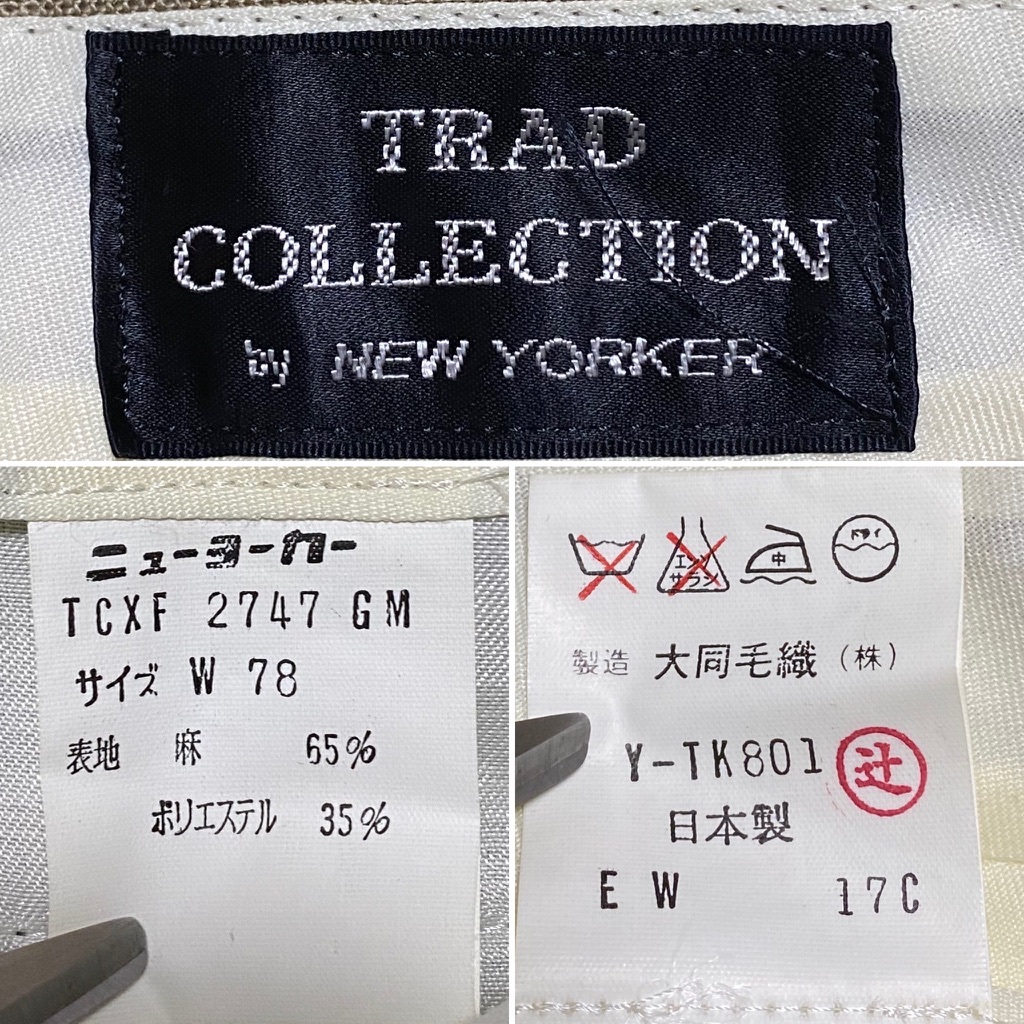 TRAD
COLLECTION
by NEW YORKER
ニューヨーカー
TCXF 2747 GM
サイズ W 78
表地 麻 65%
ポリエステル 35%
エンソ
サラシ
中
ドライ
製造 大同毛織 (株)
Y-TK801 辻
日本製
E W 17C